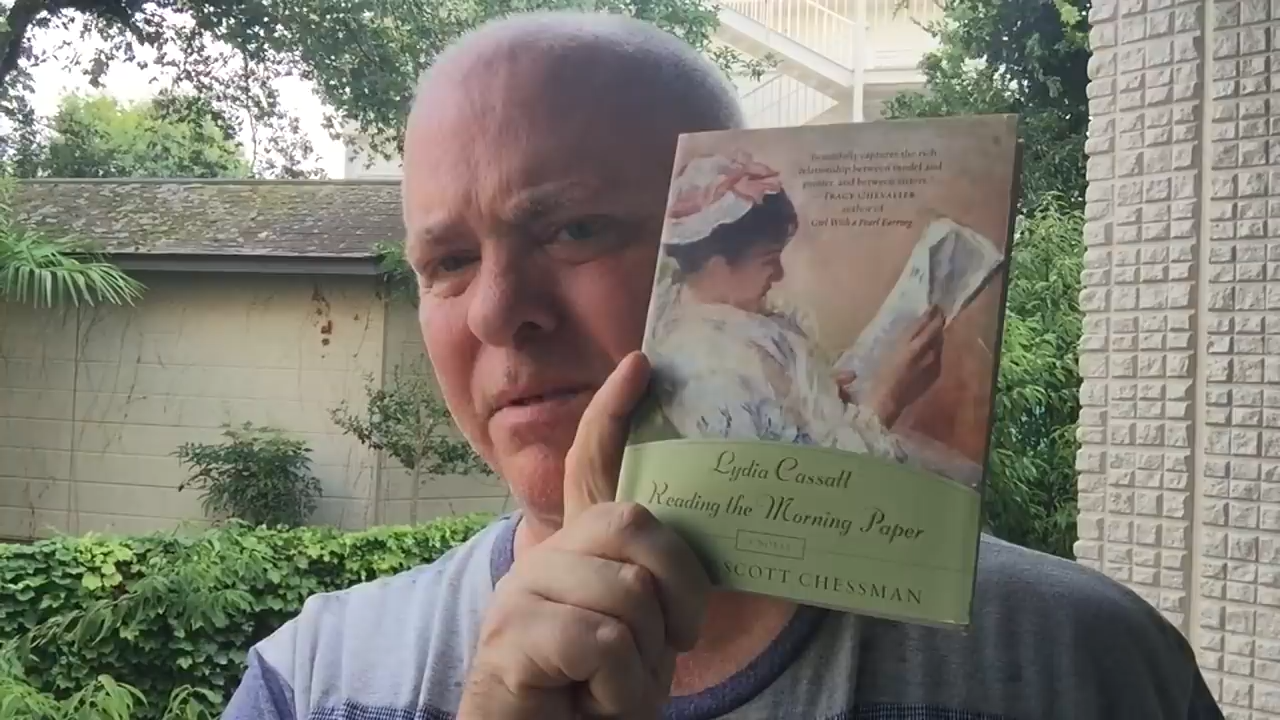 Beautifully captures the rich
relationship between model and
painter, and between sisters.
TRACY CHEVALIER
author of
Girl With a Pearl Earring
Lydia Cassatt
Reading the Morning Paper
A NOVEL
SCOTT CHESSMAN